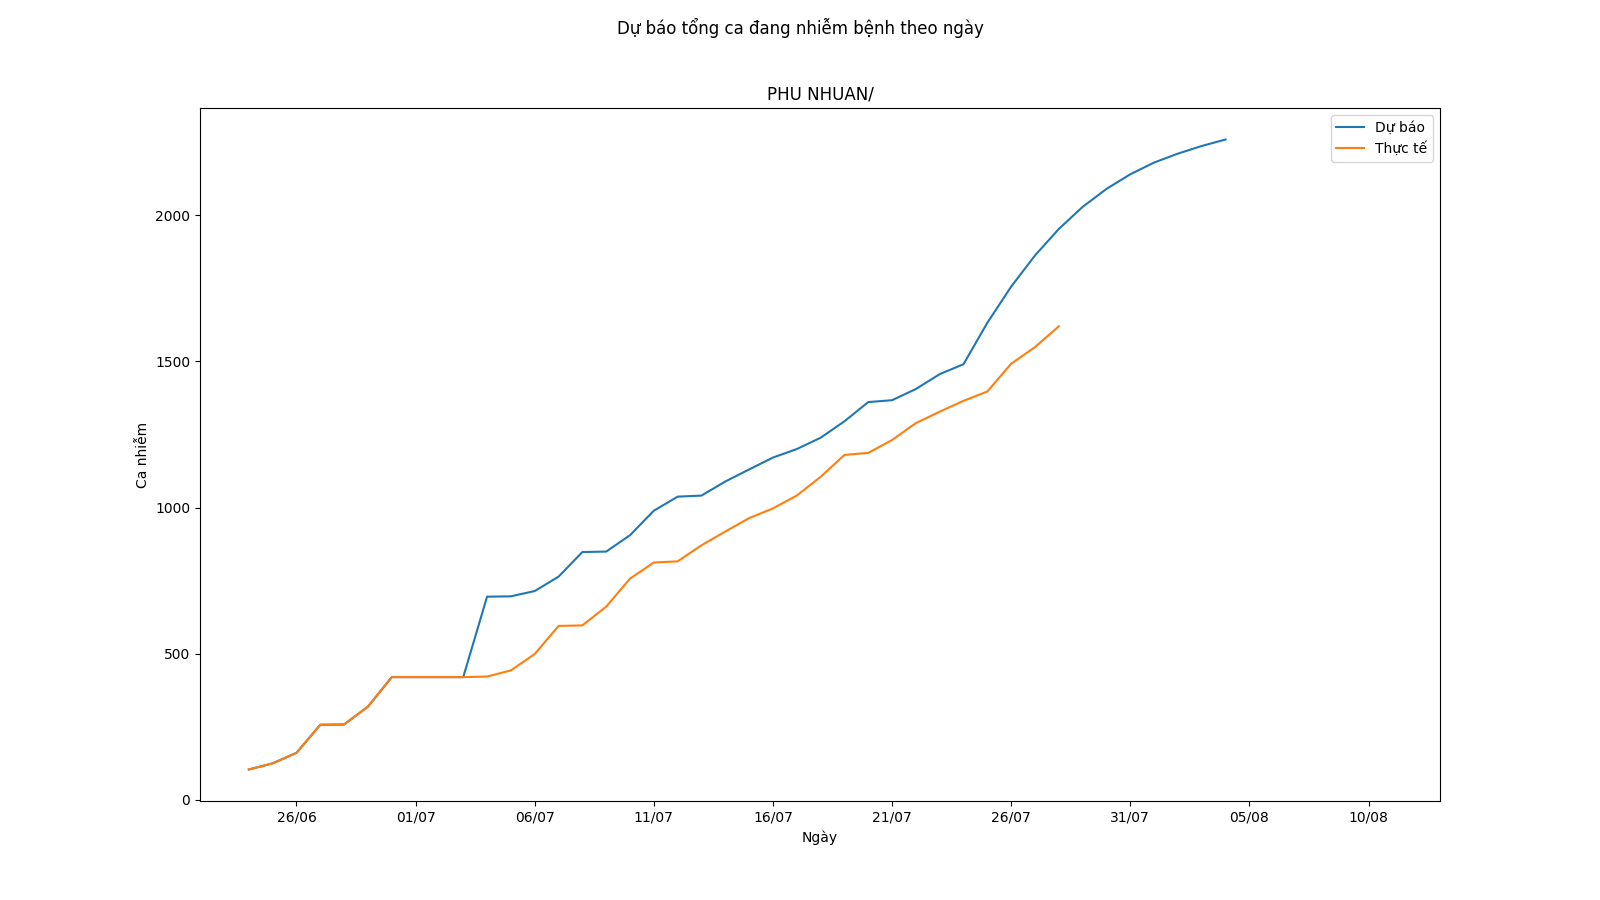 Dự báo tổng ca đang nhiễm bệnh theo ngày
PHU NHUAN/
Dự báo
Thực tế
2000
1500
1000
500
0
Ca nhiễm
26/06
01/07
06/07
11/07
16/07
21/07
26/07
31/07
05/08
10/08
Ngày